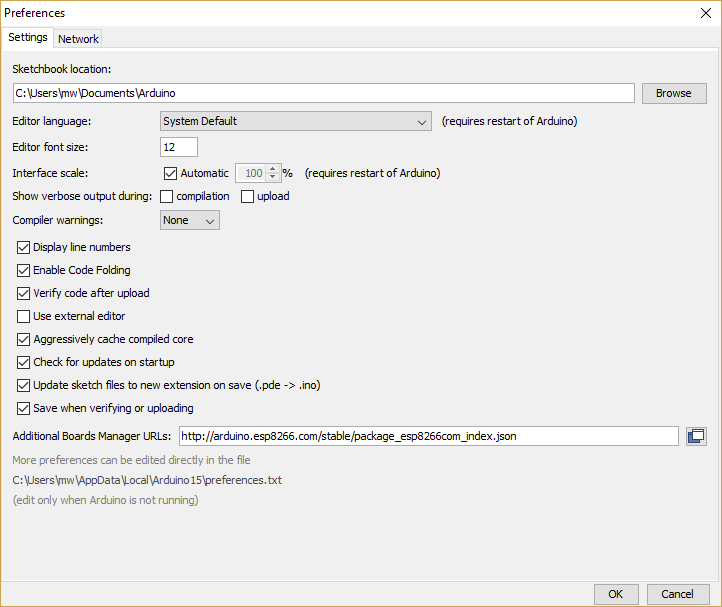 Preferences
Settings Network
Sketchbook location:
C:\Users\mw\Documents\Arduino Browse
Editor language: System Default (requires restart of Arduino)
Editor font size: 12
Interface scale: Automatic 100 % (requires restart of Arduino)
Show verbose output during: compilation upload
Compiler warnings: None
Display line numbers
Enable Code Folding
Verify code after upload
Use external editor
Aggressively cache compiled core
Check for updates on startup
Update sketch files to new extension on save (.pde -> .ino)
Save when verifying or uploading
Additional Boards Manager URLs: http://arduino.esp8266.com/stable/package_esp8266com_index.json
More preferences can be edited directly in the file
C:\Users\mw\AppData\Local\Arduino15\preferences.txt
(edit only when Arduino is not running)
OK Cancel